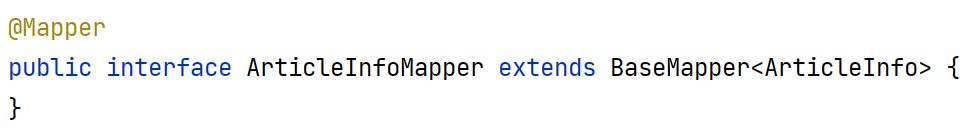 @Mapper
public interface ArticleInfoMapper extends BaseMapper<ArticleInfo> {
}